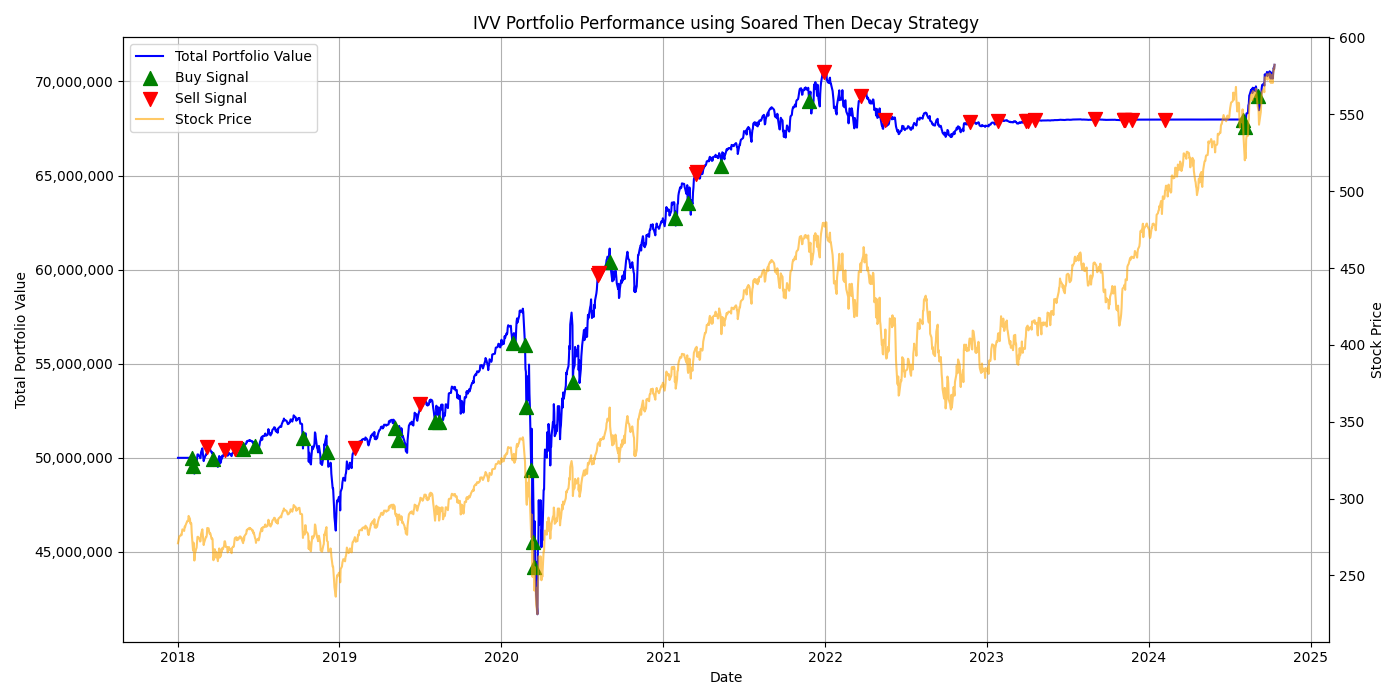 IVV Portfolio Performance using Soared Then Decay Strategy
Total Portfolio Value
Buy Signal
Sell Signal
Stock Price
70,000,000
65,000,000
60,000,000
55,000,000
50,000,000
45,000,000
Total Portfolio Value
600
550
500
450
400
350
300
250
Stock Price
2018
2019
2020
2021
2022
2023
2024
2025
Date